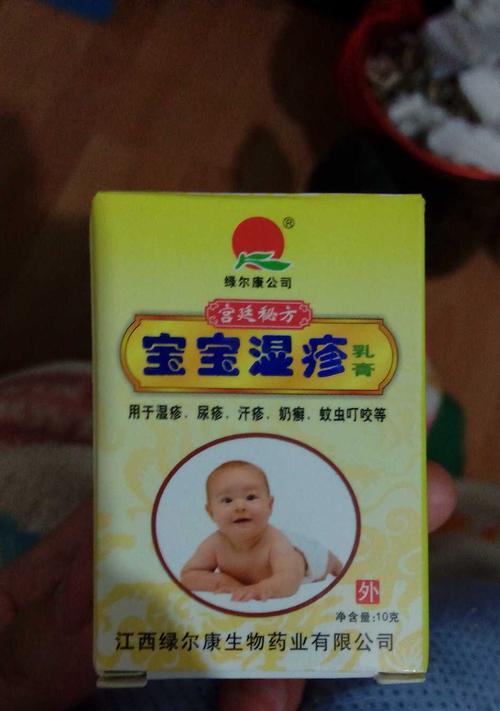 ®
绿尔康公司
宫廷秘方
宝宝湿疹乳膏
用于湿疹、尿疹、汗疹、奶癣、蚊虫叮咬等
外
净含量:10克
江西绿尔康生物药业有限公司